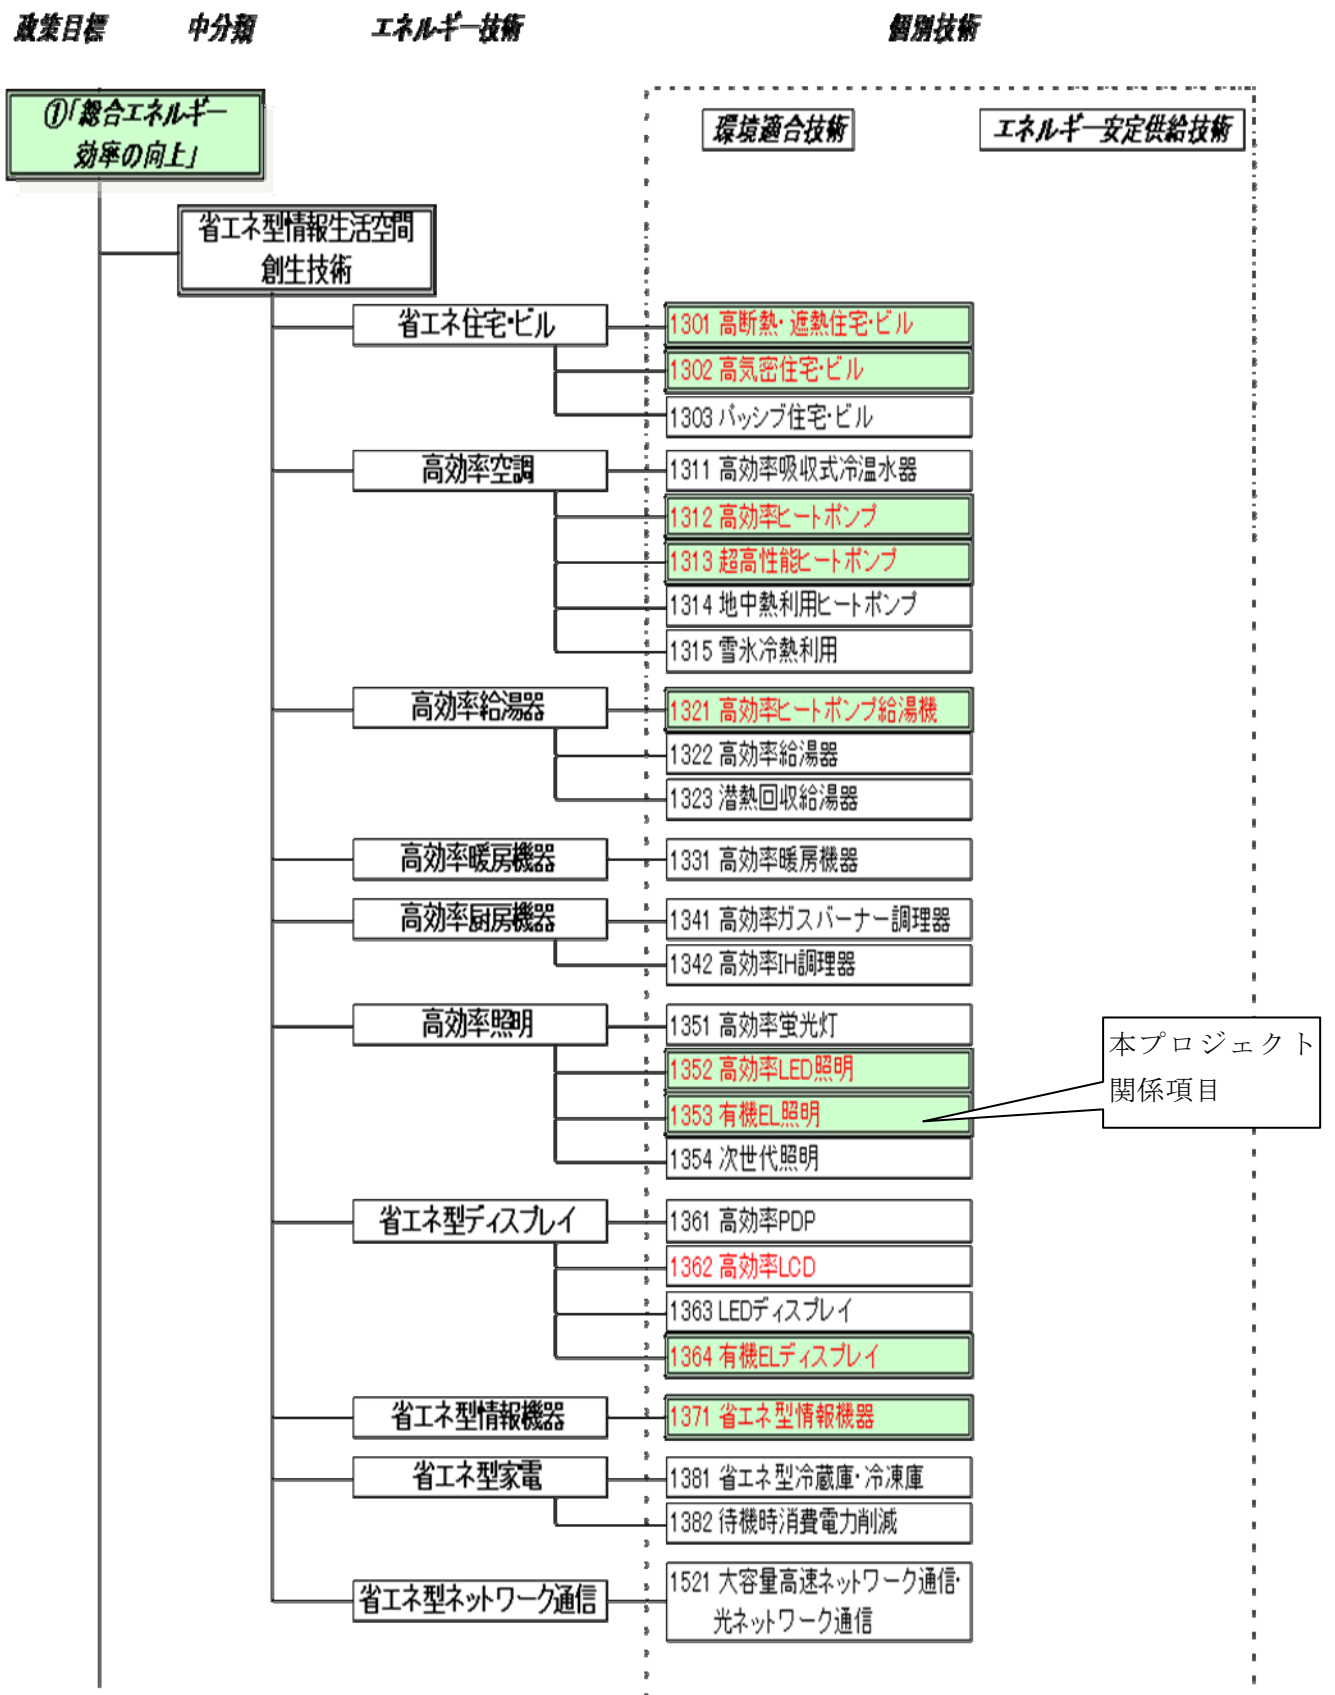 政策目標 中分類 エネルギー技術 個別技術
①「総合エネルギー
効率の向上」
環境適合技術 エネルギー安定供給技術
省エネ型情報生活空間
創生技術
省エネ住宅・ビル
1301 高断熱・遮熱住宅・ビル
1302 高気密住宅・ビル
1303 パッシブ住宅・ビル
高効率空調
1311 高効率吸収式冷温水器
1312 高効率ヒートポンプ
1313 超高性能ヒートポンプ
1314 地中熱利用ヒートポンプ
1315 雪氷冷熱利用
高効率給湯器
1321 高効率ヒートポンプ給湯機
1322 高効率給湯器
1323 潜熱回収給湯器
高効率暖房機器
1331 高効率暖房機器
高効率厨房機器
1341 高効率ガスバーナー調理器
1342 高効率IH調理器
高効率照明
1351 高効率蛍光灯
1352 高効率LED照明
1353 有機EL照明
1354 次世代照明
本プロジェクト
関係項目
省エネ型ディスプレイ
1361 高効率PDP
1362 高効率LCD
1363 LEDディスプレイ
1364 有機ELディスプレイ
省エネ型情報機器
1371 省エネ型情報機器
省エネ型家電
1381 省エネ型冷蔵庫・冷凍庫
1382 待機時消費電力削減
省エネ型ネットワーク通信
1521 大容量高速ネットワーク通信・
光ネットワーク通信